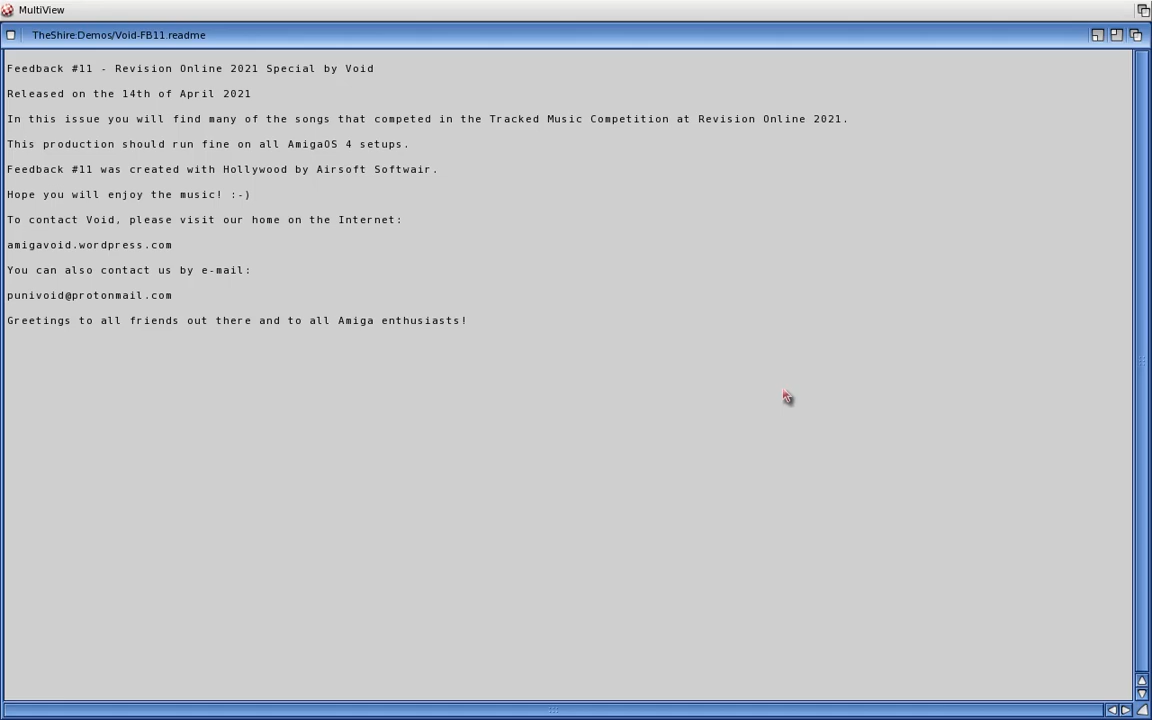 MultiView
TheShire:Demos/Void-FB11.readme
Feedback #11 - Revision Online 2021 Special by Void
Released on the 14th of April 2021
In this issue you will find many of the songs that competed in the Tracked Music Competition at Revision Online 2021.
This production should run fine on all AmigaOS 4 setups.
Feedback #11 was created with Hollywood by Airsoft Softwair.
Hope you will enjoy the music! :-)
To contact Void, please visit our home on the Internet:
amigavoid.wordpress.com
You can also contact us by e-mail:
punivoid@protonmail.com
Greetings to all friends out there and to all Amiga enthusiasts!